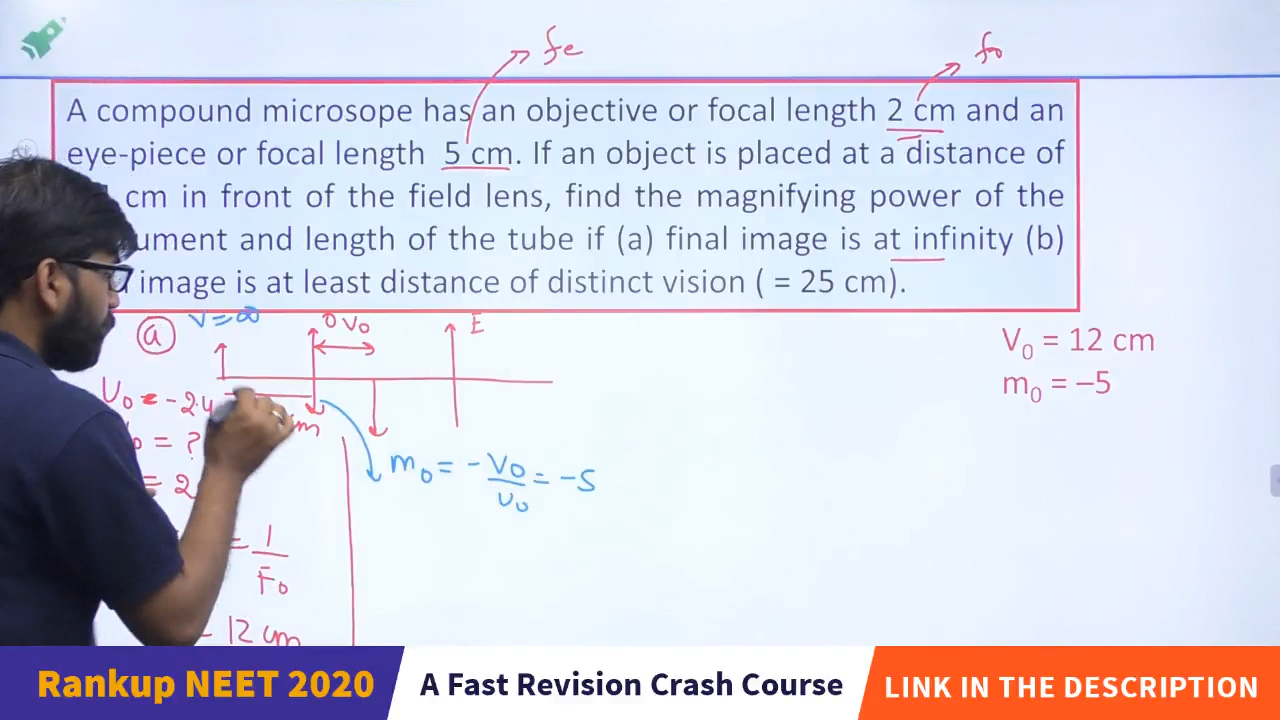 fe
fo
A compound microsope has an objective or focal length 2 cm and an
eye-piece or focal length 5 cm. If an object is placed at a distance of
cm in front of the field lens, find the magnifying power of the
ument and length of the tube if (a) final image is at infinity (b)
image is at least distance of distinct vision ( = 25 cm).
(a) v = ∞ O V₀ E
V₀ = 12 cm
m₀ = –5
U₀ = -2.4
= ?
m₀ = -V₀/U₀ = -5
= 2
= 1/F₀
12 cm
Rankup NEET 2020
A Fast Revision Crash Course
LINK IN THE DESCRIPTION